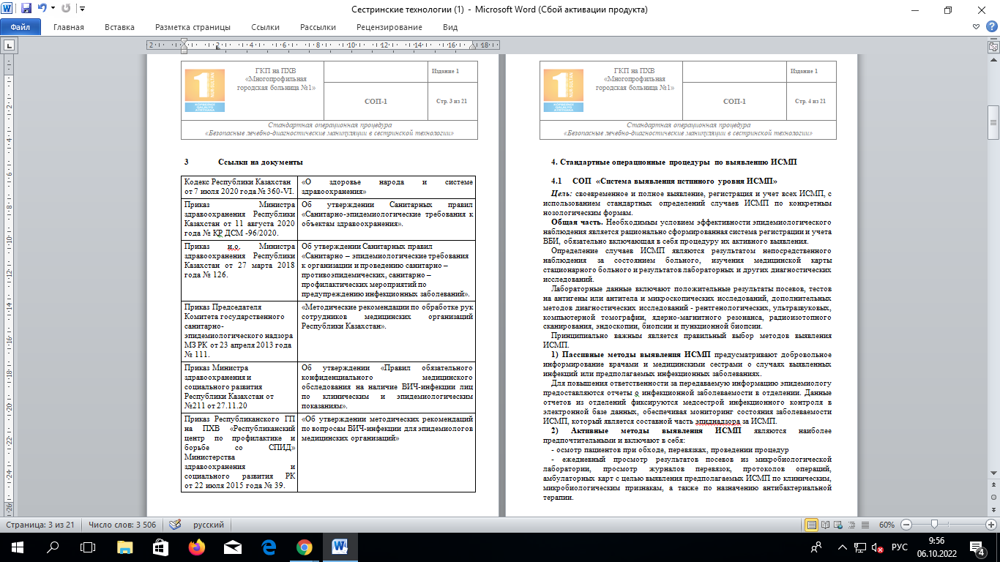 Сестринские технологии (1) - Microsoft Word (Сбой активации продукта)
Файл Главная Вставка Разметка страницы Ссылки Рассылки Рецензирование Вид
2 2 4 6 8 10 12 14 16 18
1
ГКП на ПХВ
«Многопрофильная
городская больница №1»
Издание 1
СОП-1
Стр. 3 из 21
Стандартная операционная процедура
«Безопасные лечебно-диагностические манипуляции в сестринской технологии»
3 Ссылки на документы
Кодекс Республики Казахстан
от 7 июля 2020 года № 360-VI.
«О здоровье народа и системе
здравоохранения»
Приказ Министра
здравоохранения Республики
Казахстан от 11 августа 2020
года № ҚР ДСМ -96/2020.
Об утверждении Санитарных правил
«Санитарно-эпидемиологические требования к
объектам здравоохранения».
Приказ и.о. Министра
здравоохранения Республики
Казахстан от 27 марта 2018
года № 126.
Об утверждении Санитарных правил
«Санитарно – эпидемиологические требования
к организации и проведению санитарно –
противоэпидемических, санитарно –
профилактических мероприятий по
предупреждению инфекционных заболеваний».
Приказ Председателя
Комитета государственного
санитарно-
эпидемиологического надзора
МЗ РК от 23 апреля 2013 года
№ 111.
«Методические рекомендации по обработке рук
сотрудников медицинских организаций
Республики Казахстан».
Приказ Министра
здравоохранения и
социального развития
Республики Казахстан от
№211 от 27.11.20
Об утверждении «Правил обязательного
конфиденциального медицинского
обследования на наличие ВИЧ-инфекции лиц
по клиническим и эпидемиологическим
показаниям».
Приказ Республиканского ГП
на ПХВ «Республиканский
центр по профилактике и
борьбе со СПИД»
Министерства
здравоохранения и
социального развития РК
от 22 июля 2015 года № 39.
«Об утверждении методических рекомендаций
по вопросам ВИЧ-инфекции для эпидемиологов
медицинских организаций»
1
ГКП на ПХВ
«Многопрофильная
городская больница №1»
Издание 1
СОП-1
Стр. 4 из 21
Стандартная операционная процедура
«Безопасные лечебно-диагностические манипуляции в сестринской технологии»
4. Стандартные операционные процедуры по выявлению ИСМП
4.1 СОП «Система выявления истинного уровня ИСМП»
Цель: своевременное и полное выявление, регистрация и учет всех ИСМП, с
использованием стандартных определений случаев ИСМП по конкретным
нозологическим формам.
Общая часть. Необходимым условием эффективности эпидемиологического
наблюдения является рационально сформированная система регистрации и учета
ВБИ, обязательно включающая в себя процедуру их активного выявления.
Определение случаев ИСМП являются результатом непосредственного
наблюдения за состоянием больного, изучения медицинской карты
стационарного больного и результатов лабораторных и других диагностических
исследований.
Лабораторные данные включают положительные результаты посевов, тестов
на антигены или антитела и микроскопических исследований, дополнительных
методов диагностических исследований - рентгенологических, ультразвуковых,
компьютерной томографии, ядерно-магнитного резонанса, радиоизотопного
сканирования, эндоскопии, биопсии и пункционной биопсии.
Принципиально важным является правильный выбор методов выявления
ИСМП.
1) Пассивные методы выявления ИСМП предусматривают добровольное
информирование врачами и медицинскими сестрами о случаях выявленных
инфекций или предполагаемых инфекционных заболеваниях.
Для повышения ответственности за передаваемую информацию эпидемиологу
предоставляются отчеты о инфекционной заболеваемости в отделении. Данные
отчетов из отделений фиксируются медсестрой инфекционного контроля в
электронной базе данных, обеспечивая мониторинг состояния заболеваемости
ИСМП, который является составной часть эпиднадзора за ИСМП.
2) Активные методы выявления ИСМП являются наиболее
предпочтительными и включают в себя:
- осмотр пациентов при обходе, перевязках, проведении процедур
- ежедневный просмотр результатов посевов из микробиологической
лаборатории, просмотр журналов перевязок, протоколов операций,
амбулаторных карт с целью выявления предполагаемых ИСМП по клиническим,
микробиологическим признакам, а также по назначению антибактериальной
терапии.
Страница: 3 из 21 Число слов: 3 506 русский 60%
РУС 9:56
06.10.2022 4